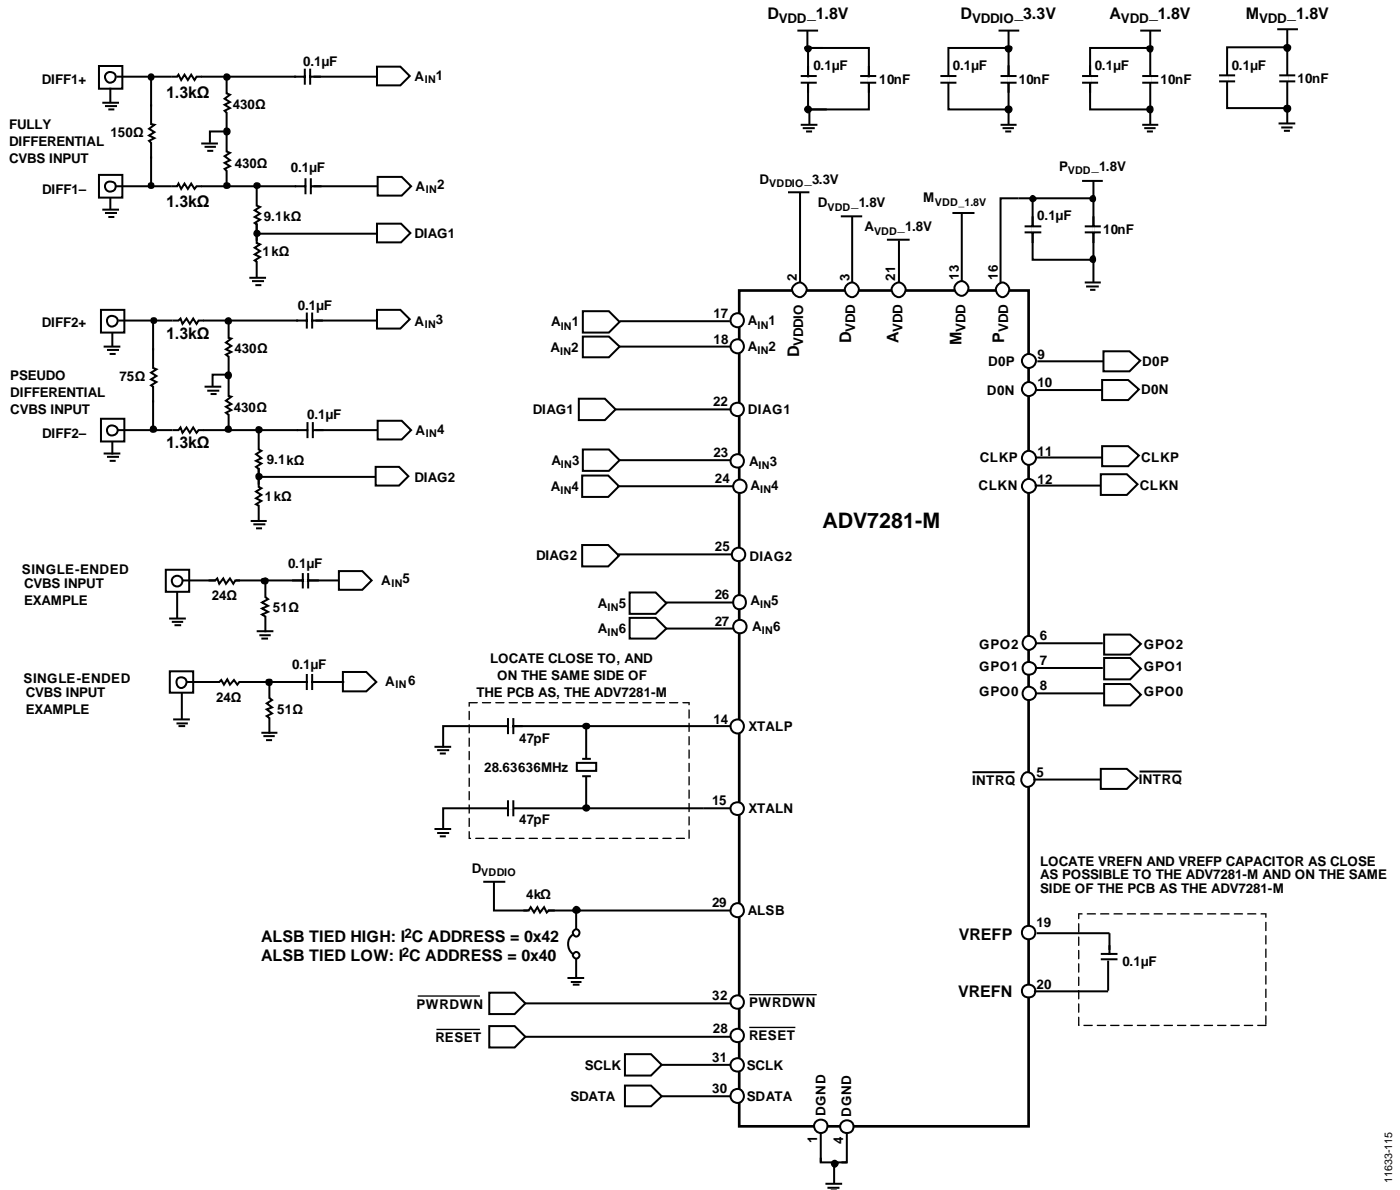 DVDD_1.8V
0.1µF
10nF
DVDDIO_3.3V
0.1µF
10nF
AVDD_1.8V
0.1µF
10nF
MVDD_1.8V
0.1µF
10nF
FULLY
DIFFERENTIAL
CVBS INPUT
DIFF1+
1.3kΩ
0.1µF
AIN1
150Ω
430Ω
430Ω
DIFF1–
1.3kΩ
0.1µF
AIN2
9.1kΩ
DIAG1
1kΩ
PSEUDO
DIFFERENTIAL
CVBS INPUT
DIFF2+
1.3kΩ
0.1µF
AIN3
75Ω
430Ω
430Ω
DIFF2–
1.3kΩ
0.1µF
AIN4
9.1kΩ
DIAG2
1kΩ
SINGLE-ENDED
CVBS INPUT
EXAMPLE
24Ω
0.1µF
AIN5
51Ω
SINGLE-ENDED
CVBS INPUT
EXAMPLE
24Ω
0.1µF
AIN6
51Ω
DVDDIO_3.3V
DVDD_1.8V
AVDD_1.8V
MVDD_1.8V
PVDD_1.8V
0.1µF
10nF
2
3
21
13
16
DVDDIO
DVDD
AVDD
MVDD
PVDD
ADV7281-M
AIN1 17 AIN1
AIN2 18 AIN2
DIAG1 22 DIAG1
AIN3 23 AIN3
AIN4 24 AIN4
DIAG2 25 DIAG2
AIN5 26 AIN5
AIN6 27 AIN6
LOCATE CLOSE TO, AND
ON THE SAME SIDE OF
THE PCB AS, THE ADV7281-M
47pF
14 XTALP
28.63636MHz
47pF
15 XTALN
DVDDIO
4kΩ
29 ALSB
ALSB TIED HIGH: I2C ADDRESS = 0x42
ALSB TIED LOW: I2C ADDRESS = 0x40
PWRDWN 32 PWRDWN
RESET 28 RESET
SCLK 31 SCLK
SDATA 30 SDATA
DGND
DGND
1
4
D0P 9 D0P
D0N 10 D0N
CLKP 11 CLKP
CLKN 12 CLKN
GPO2 6 GPO2
GPO1 7 GPO1
GPO0 8 GPO0
INTRQ 5 INTRQ
LOCATE VREFN AND VREFP CAPACITOR AS CLOSE
AS POSSIBLE TO THE ADV7281-M AND ON THE SAME
SIDE OF THE PCB AS THE ADV7281-M
VREFP 19
0.1µF
VREFN 20
11633-115